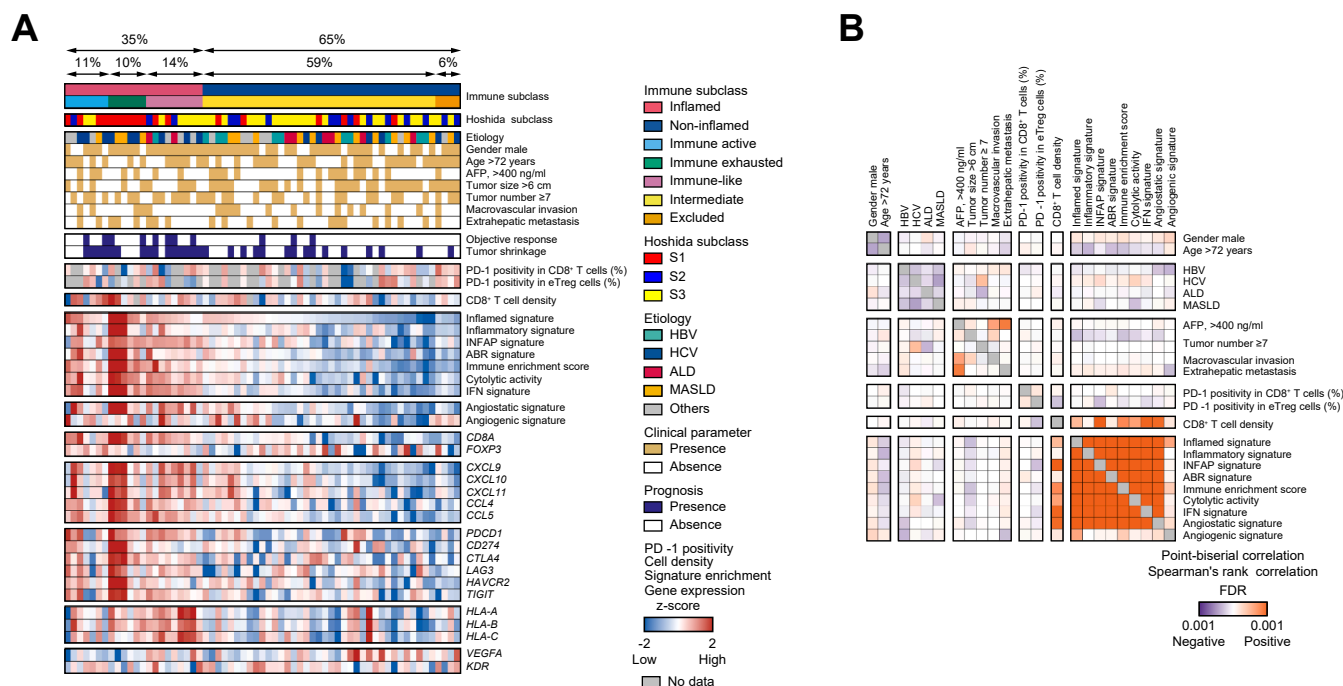 A
35%
65%
11%
10%
14%
59%
6%
Immune subclass
Hoshida subclass
Etiology
Gender male
Age >72 years
AFP, >400 ng/ml
Tumor size >6 cm
Tumor number ≥7
Macrovascular invasion
Extrahepatic metastasis
Objective response
Tumor shrinkage
PD-1 positivity in CD8⁺ T cells (%)
PD-1 positivity in eTreg cells (%)
CD8⁺ T cell density
Inflamed signature
Inflammatory signature
INFAP signature
ABR signature
Immune enrichment score
Cytolytic activity
IFN signature
Angiostatic signature
Angiogenic signature
CD8A
FOXP3
CXCL9
CXCL10
CXCL11
CCL4
CCL5
PDCD1
CD274
CTLA4
LAG3
HAVCR2
TIGIT
HLA-A
HLA-B
HLA-C
VEGFA
KDR
Immune subclass
Inflamed
Non-inflamed
Immune active
Immune exhausted
Immune-like
Intermediate
Excluded
Hoshida subclass
S1
S2
S3
Etiology
HBV
HCV
ALD
MASLD
Others
Clinical parameter
Presence
Absence
Prognosis
Presence
Absence
PD -1 positivity
Cell density
Signature enrichment
Gene expression
z-score
-2
2
Low
High
No data
B
Gender male
Age >72 years
HBV
HCV
ALD
MASLD
AFP, >400 ng/ml
Tumor size >6 cm
Tumor number ≥ 7
Macrovascular invasion
Extrahepatic metastasis
PD-1 positivity in CD8⁺ T cells (%)
PD -1 positivity in eTreg cells (%)
CD8⁺ T cell density
Inflamed signature
Inflammatory signature
INFAP signature
ABR signature
Immune enrichment score
Cytolytic activity
IFN signature
Angiostatic signature
Angiogenic signature
Gender male
Age >72 years
HBV
HCV
ALD
MASLD
AFP, >400 ng/ml
Tumor number ≥7
Macrovascular invasion
Extrahepatic metastasis
PD-1 positivity in CD8⁺ T cells (%)
PD -1 positivity in eTreg cells (%)
CD8⁺ T cell density
Inflamed signature
Inflammatory signature
INFAP signature
ABR signature
Immune enrichment score
Cytolytic activity
IFN signature
Angiostatic signature
Angiogenic signature
Point-biserial correlation
Spearman's rank correlation
FDR
0.001
0.001
Negative
Positive